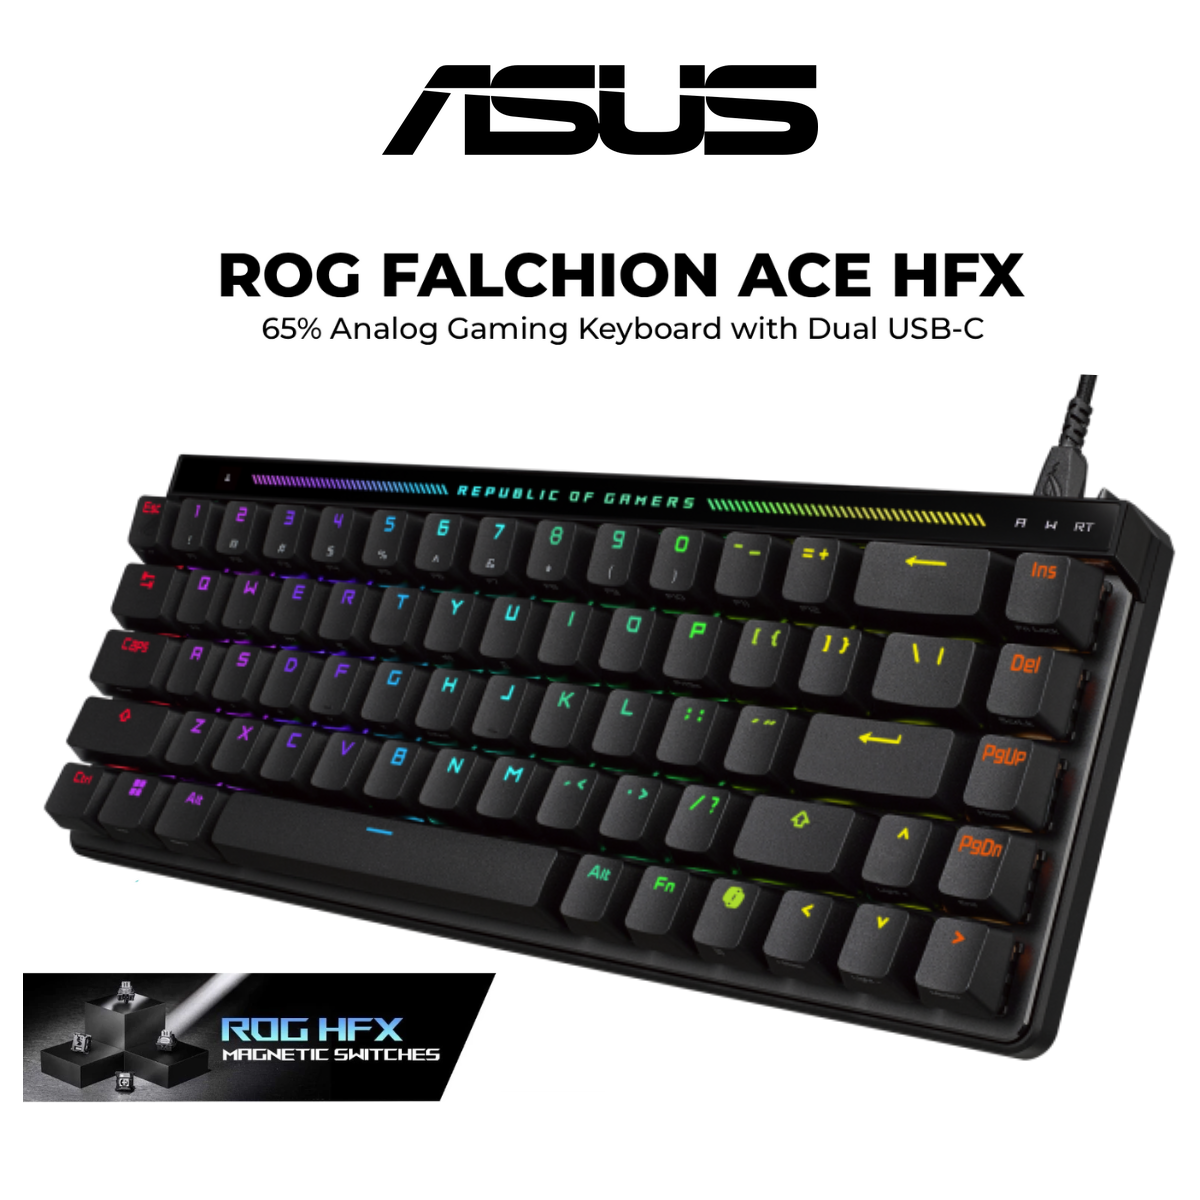 ASUS
ROG FALCHION ACE HFX
65% Analog Gaming Keyboard with Dual USB-C
REPUBLIC OF GAMERS
A W RT
Esc 1 ! 2 @ 3 # 4 $ 5 % 6 ^ 7 & 8 * 9 ( 0 ) - _ = + Ins
Q W E R T Y U I O P [ { ] } \ | Del
Caps A S D F G H J K L : ; ' " PgUp
Z X C V B N M , < . > / ? PgDn
Ctrl Alt Alt Fn
ROG HFX
MAGNETIC SWITCHES